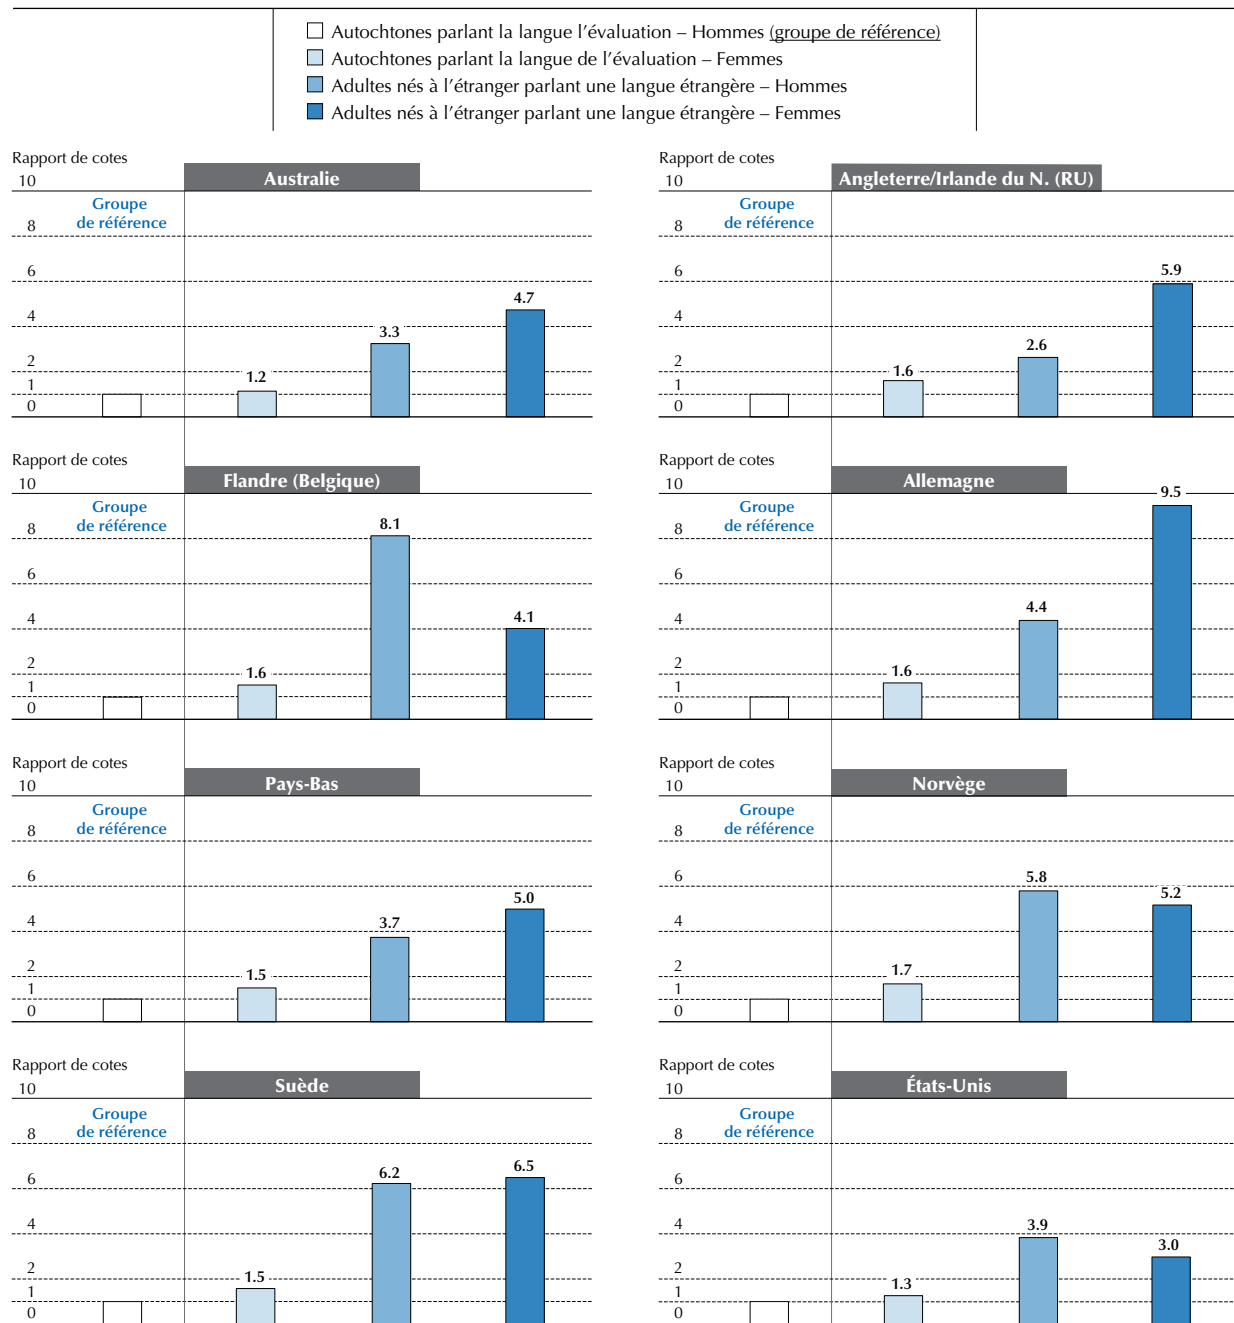 Autochtones parlant la langue l'évaluation – Hommes (groupe de référence)
Autochtones parlant la langue de l'évaluation – Femmes
Adultes nés à l'étranger parlant une langue étrangère – Hommes
Adultes nés à l'étranger parlant une langue étrangère – Femmes
Rapport de cotes
Australie
10
8
6
4
2
1
0
Groupe
de référence
1.2
3.3
4.7
Rapport de cotes
Angleterre/Irlande du N. (RU)
10
8
6
4
2
1
0
Groupe
de référence
1.6
2.6
5.9
Rapport de cotes
Flandre (Belgique)
10
8
6
4
2
1
0
Groupe
de référence
1.6
8.1
4.1
Rapport de cotes
Allemagne
10
8
6
4
2
1
0
Groupe
de référence
1.6
4.4
9.5
Rapport de cotes
Pays-Bas
10
8
6
4
2
1
0
Groupe
de référence
1.5
3.7
5.0
Rapport de cotes
Norvège
10
8
6
4
2
1
0
Groupe
de référence
1.7
5.8
5.2
Rapport de cotes
Suède
10
8
6
4
2
1
0
Groupe
de référence
1.5
6.2
6.5
Rapport de cotes
États-Unis
10
8
6
4
2
1
0
Groupe
de référence
1.3
3.9
3.0